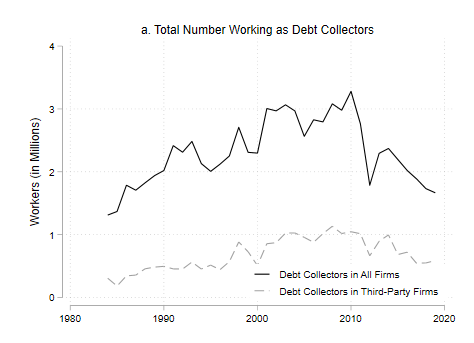 a. Total Number Working as Debt Collectors
Workers (in Millions)
4
3
2
1
0
Debt Collectors in All Firms
Debt Collectors in Third-Party Firms
1980 1990 2000 2010 2020